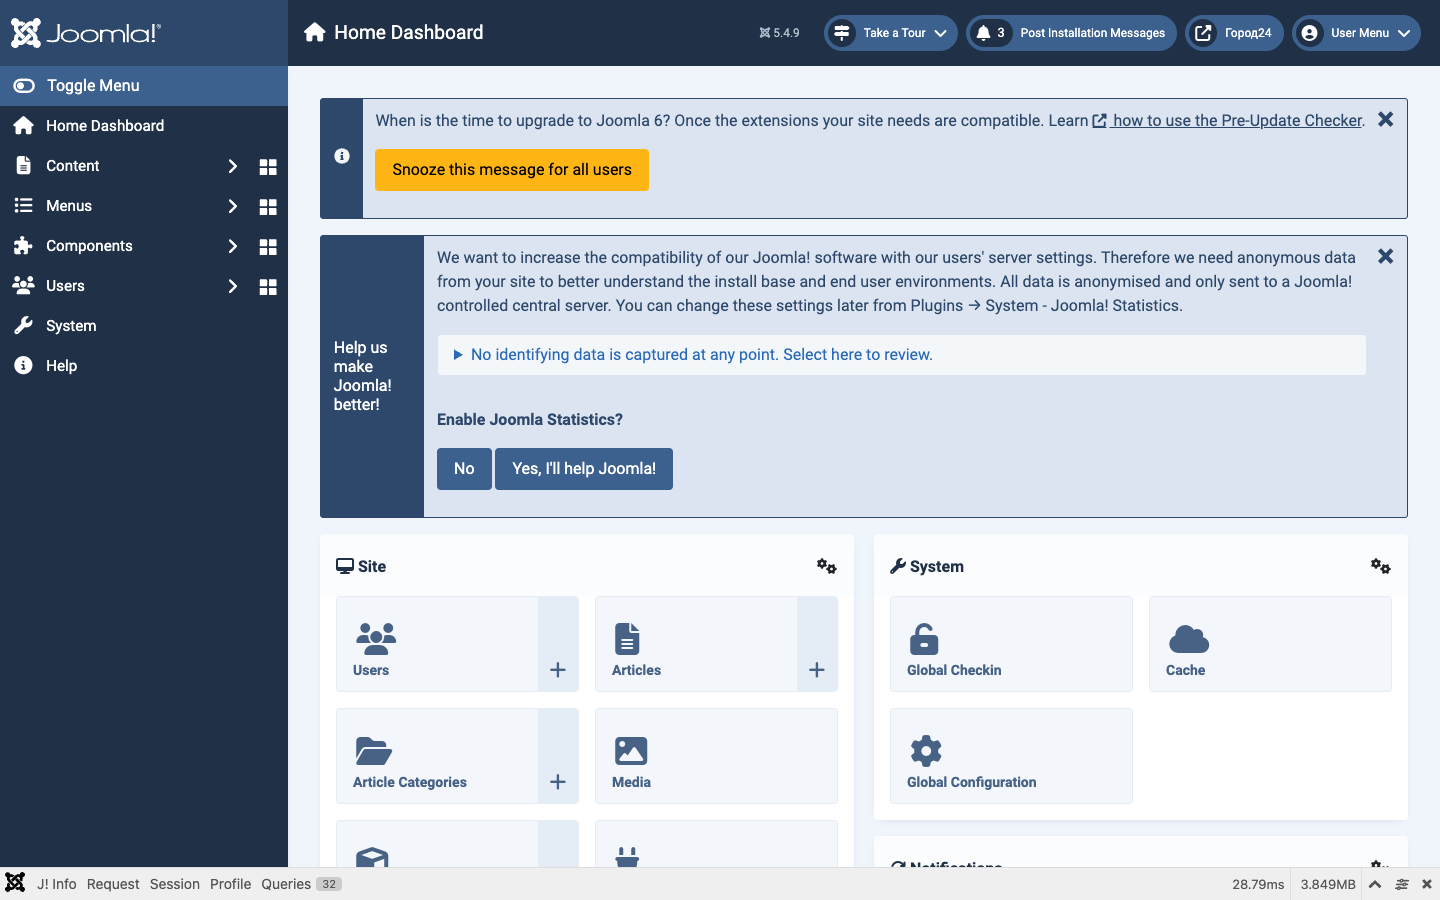 Joomla!®
Home Dashboard
5.4.9
Take a Tour
3 Post Installation Messages
Город24
User Menu
Toggle Menu
Home Dashboard
Content
Menus
Components
Users
System
Help
When is the time to upgrade to Joomla 6? Once the extensions your site needs are compatible. Learn how to use the Pre-Update Checker.
Snooze this message for all users
Help us
make
Joomla!
better!
We want to increase the compatibility of our Joomla! software with our users' server settings. Therefore we need anonymous data
from your site to better understand the install base and end user environments. All data is anonymised and only sent to a Joomla!
controlled central server. You can change these settings later from Plugins → System - Joomla! Statistics.
No identifying data is captured at any point. Select here to review.
Enable Joomla Statistics?
No
Yes, I'll help Joomla!
Site
Users
Articles
Article Categories
Media
System
Global Checkin
Cache
Global Configuration
Notifications
J! Info Request Session Profile Queries 32
28.79ms
3.849MB